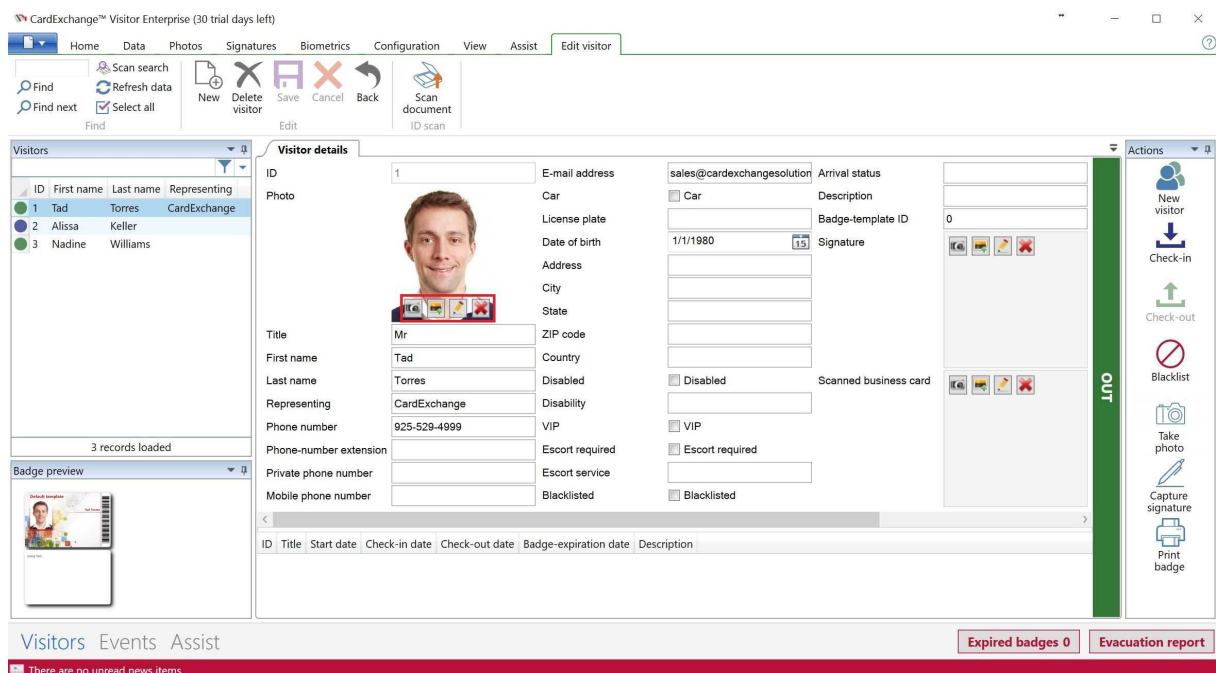 CardExchange™ Visitor Enterprise (30 trial days left)
Home Data Photos Signatures Biometrics Configuration View Assist Edit visitor
Find
Find next
Scan search
Refresh data
Select all
Find
New
Delete visitor
Save
Cancel
Back
Edit
Scan document
ID scan
Visitors
ID First name Last name Representing
1 Tad Torres CardExchange
2 Alissa Keller
3 Nadine Williams
3 records loaded
Badge preview
Default template
Tad Torres
Visitor details
ID 1
Photo
Title Mr
First name Tad
Last name Torres
Representing CardExchange
Phone number 925-529-4999
Phone-number extension
Private phone number
Mobile phone number
E-mail address sales@cardexchangesolution
Car Car
License plate
Date of birth 1/1/1980 15
Address
City
State
ZIP code
Country
Disabled Disabled
Disability
VIP VIP
Escort required Escort required
Escort service
Blacklisted Blacklisted
Arrival status
Description
Badge-template ID 0
Signature
Scanned business card
OUT
ID Title Start date Check-in date Check-out date Badge-expiration date Description
Actions
New visitor
Check-in
Check-out
Blacklist
Take photo
Capture signature
Print badge
Visitors Events Assist
Expired badges 0
Evacuation report
There are no unread news items